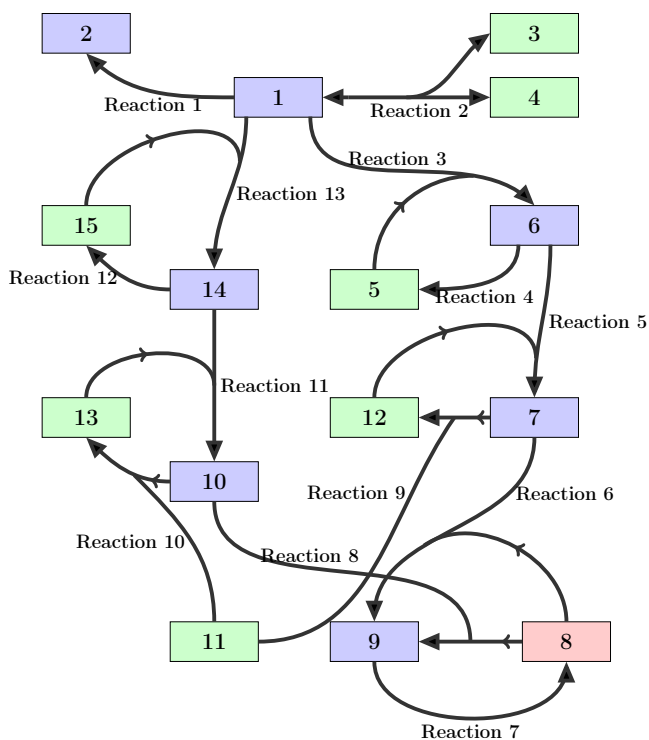 2
3
1
4
Reaction 1
Reaction 2
Reaction 3
Reaction 13
15
6
Reaction 12
14
5
Reaction 4
Reaction 5
Reaction 11
13
12
7
10
Reaction 9
Reaction 6
Reaction 10
Reaction 8
11
9
8
Reaction 7